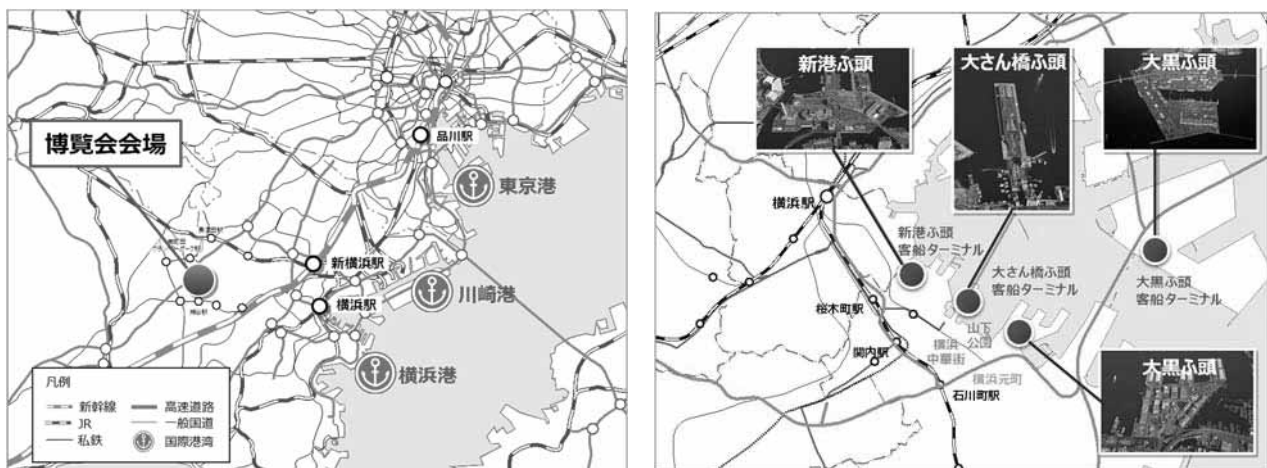 博覧会会場
品川駅
東京港
新横浜駅
川崎港
横浜駅
横浜港
凡例
新幹線
高速道路
JR
一般国道
私鉄
国際港湾
新港ふ頭
大さん橋ふ頭
大黒ふ頭
横浜駅
新港ふ頭
客船ターミナル
大さん橋ふ頭
客船ターミナル
大黒ふ頭
客船ターミナル
桜木町駅
山下
公園
関内駅
横浜
中華街
横浜元町
石川町駅
大黒ふ頭